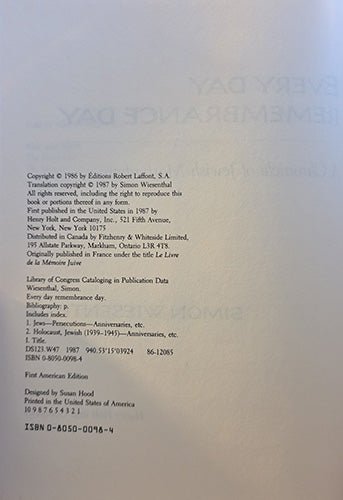 Copyright © 1986 by Éditions Robert Laffont, S.A.
Translation copyright © 1987 by Simon Wiesenthal
All rights reserved, including the right to reproduce this
book or portions thereof in any form.
First published in the United States in 1987 by
Henry Holt and Company, Inc., 521 Fifth Avenue,
New York, New York 10175
Distributed in Canada by Fitzhenry & Whiteside Limited,
195 Allstate Parkway, Markham, Ontario L3R 4T8.
Originally published in France under the title Le Livre
de la Mémoire Juive
Library of Congress Cataloging in Publication Data
Wiesenthal, Simon.
Every day remembrance day.
Bibliography: p.
Includes index.
1. Jews—Persecutions—Anniversaries, etc.
2. Holocaust, Jewish (1939–1945)—Anniversaries, etc.
I. Title.
DS123.W47 1987 940.53'15'03924 86-12085
ISBN 0-8050-0098-4
First American Edition
Designed by Susan Hood
Printed in the United States of America
10 9 8 7 6 5 4 3 2 1
ISBN 0-8050-0098-4